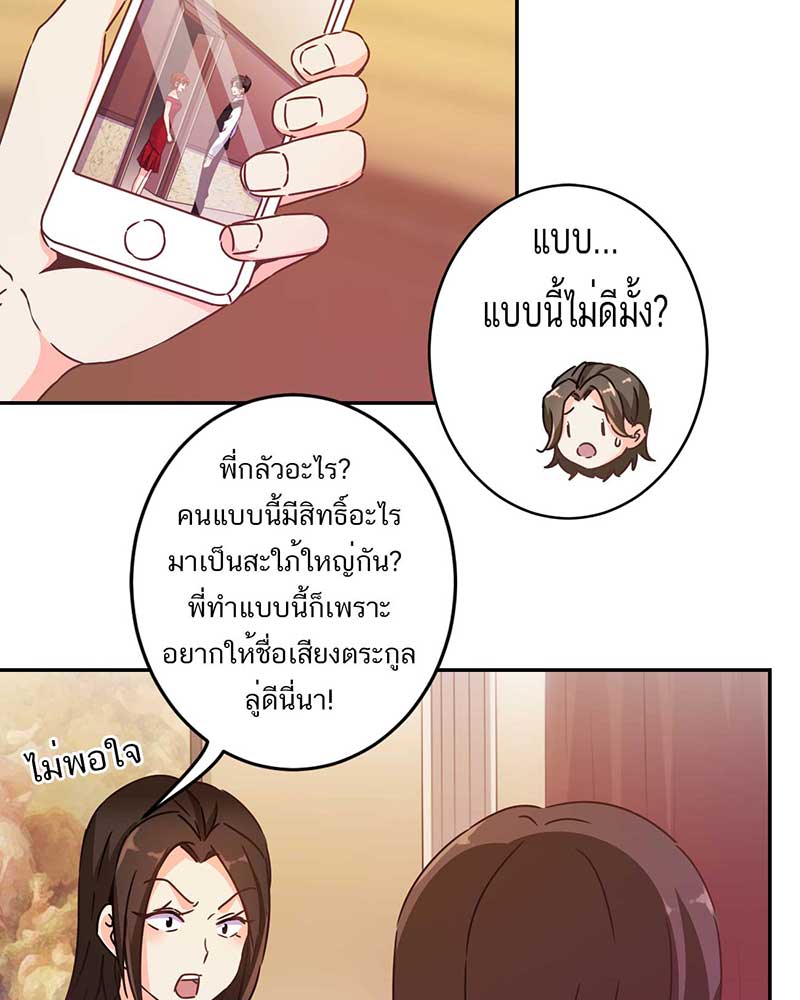 แบบ...
แบบนี้ไม่ดีมั้ง?
พี่กลัวอะไร?
คนแบบนี้มีสิทธิ์อะไร
มาเป็นสะใภ้ใหญ่กัน?
พี่ทำแบบนี้ก็เพราะ
อยากให้ชื่อเสียงตระกูล
ลู่ดีนี่นา!
ไม่พอใจ